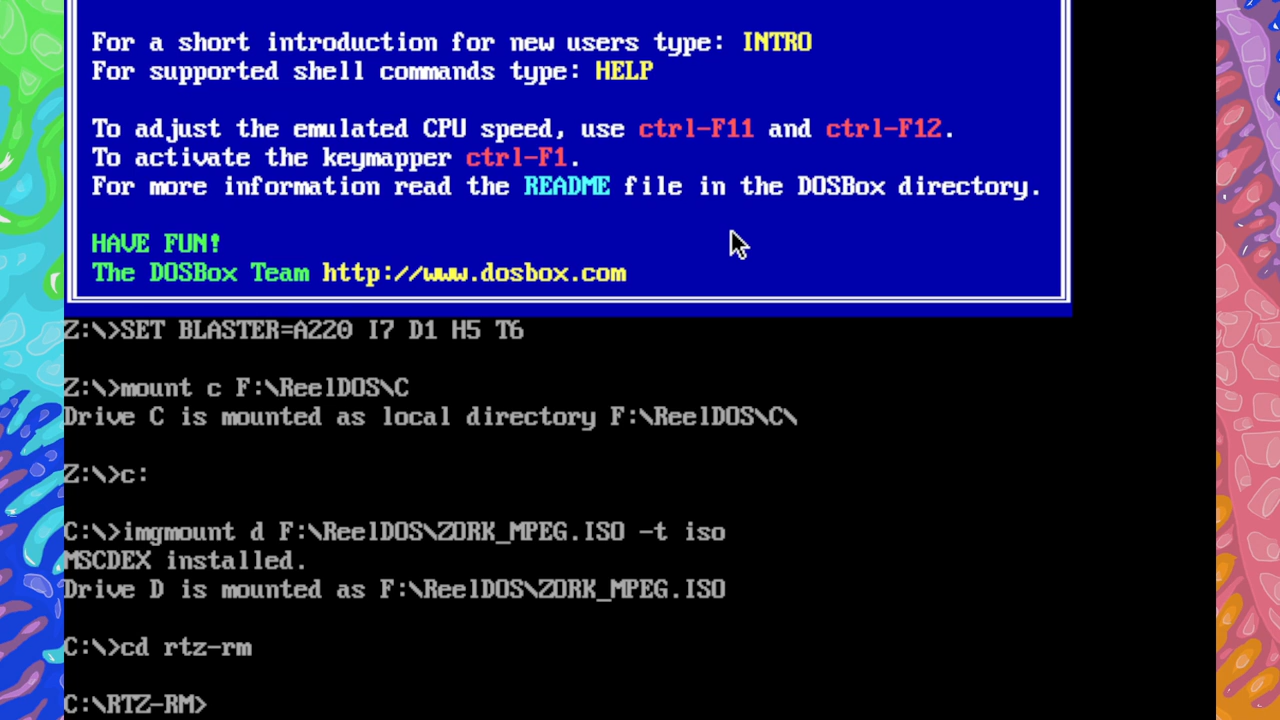 For a short introduction for new users type: INTRO
For supported shell commands type: HELP
To adjust the emulated CPU speed, use ctrl-F11 and ctrl-F12.
To activate the keymapper ctrl-F1.
For more information read the README file in the DOSBox directory.
HAVE FUN!
The DOSBox Team http://www.dosbox.com
Z:\>SET BLASTER=A220 I7 D1 H5 T6
Z:\>mount c F:\ReelDOS\C
Drive C is mounted as local directory F:\ReelDOS\C\
Z:\>c:
C:\>imgmount d F:\ReelDOS\ZORK_MPEG.ISO -t iso
MSCDEX installed.
Drive D is mounted as F:\ReelDOS\ZORK_MPEG.ISO
C:\>cd rtz-rm
C:\RTZ-RM>